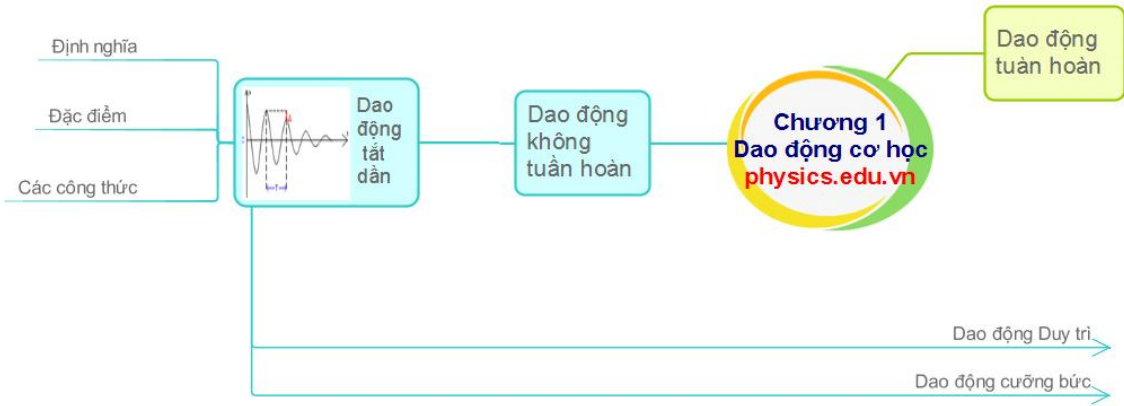 Định nghĩa
Đặc điểm
Các công thức
Dao
động
tắt
dần
Dao động
không
tuần hoàn
Chương 1
Dao động cơ học
physics.edu.vn
Dao động
tuàn hoàn
Dao động Duy trì
Dao động cưỡng bức